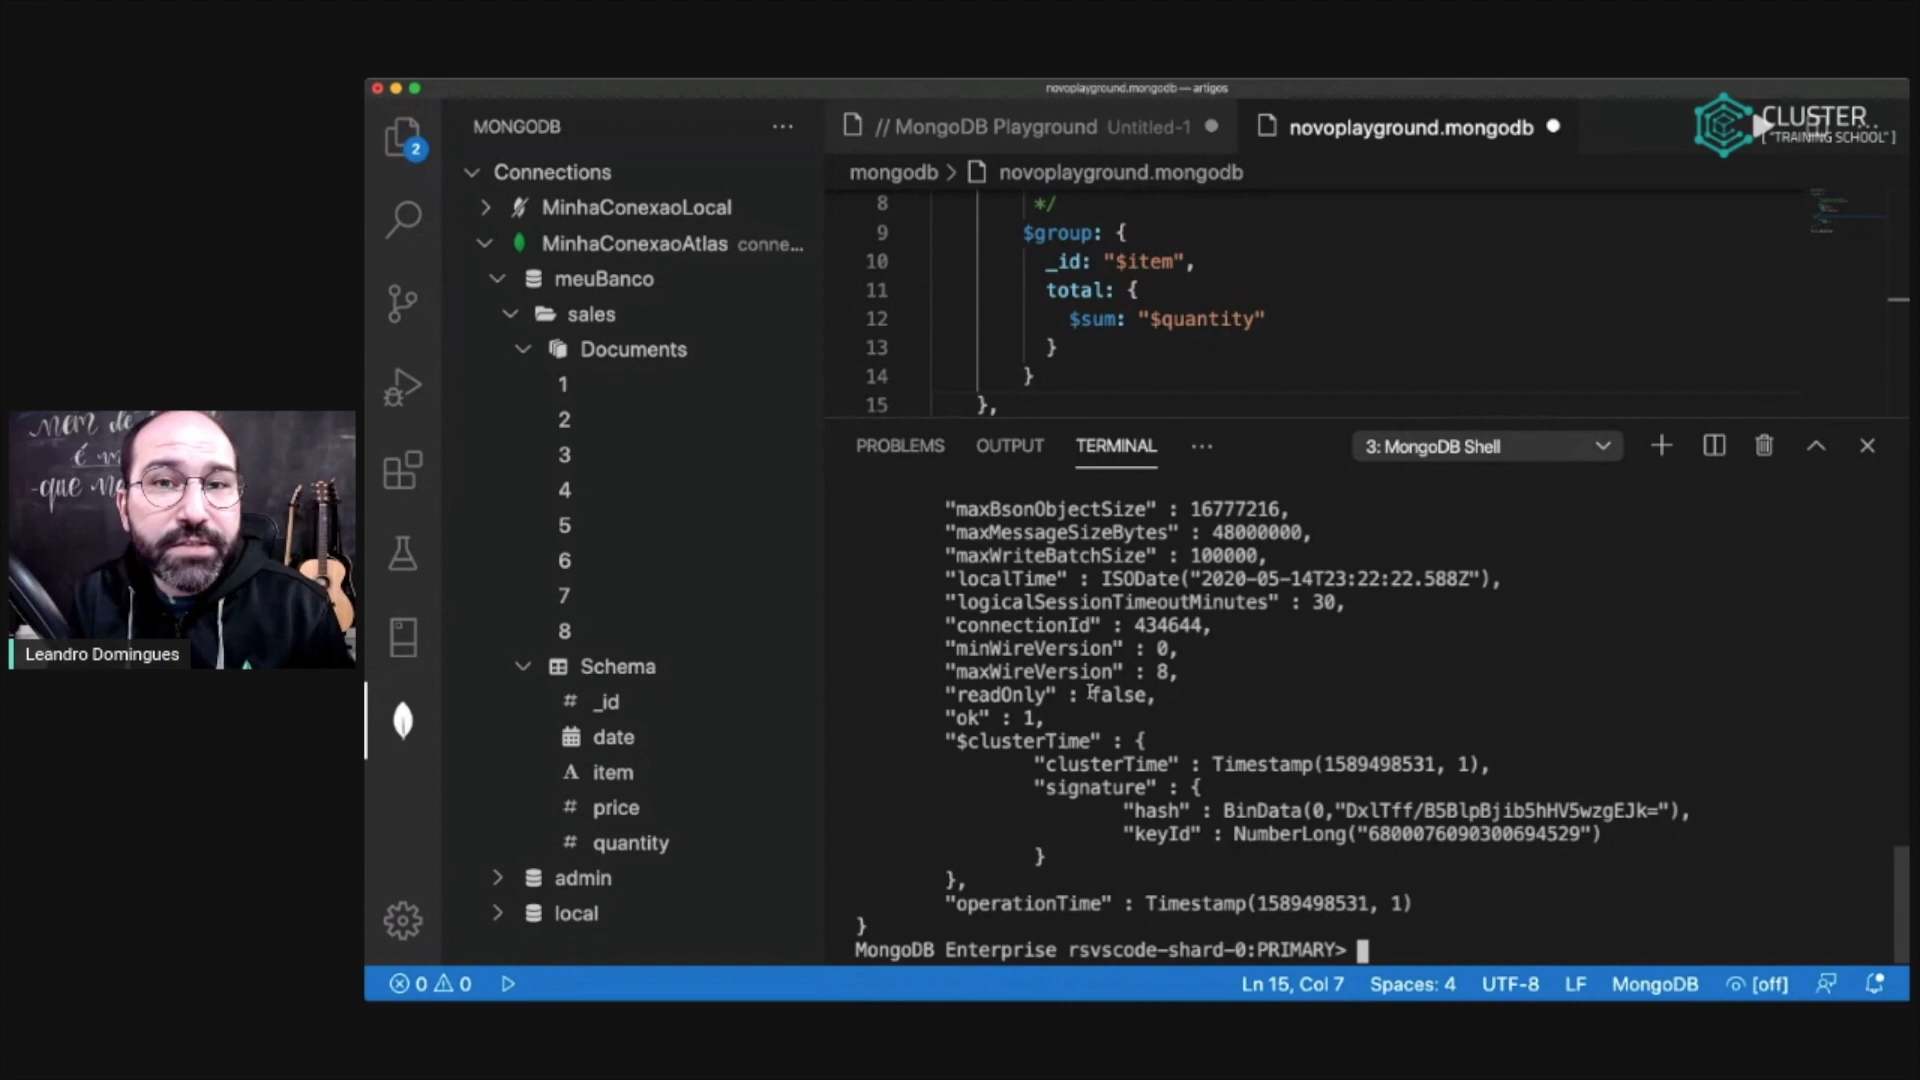 novoplayground.mongodb — artigos
CLUSTER
[ "TRAINING SCHOOL" ]
2
MONGODB
Connections
MinhaConexaoLocal
MinhaConexaoAtlas conne...
meuBanco
sales
Documents
1
2
3
4
5
6
7
8
Schema
# _id
date
A item
# price
# quantity
admin
local
// MongoDB Playground Untitled-1
novoplayground.mongodb
mongodb > novoplayground.mongodb
8 */
9 $group: {
10 _id: "$item",
11 total: {
12 $sum: "$quantity"
13 }
14 }
15 },
PROBLEMS OUTPUT TERMINAL ... 3: MongoDB Shell
"maxBsonObjectSize" : 16777216,
"maxMessageSizeBytes" : 48000000,
"maxWriteBatchSize" : 100000,
"localTime" : ISODate("2020-05-14T23:22:22.588Z"),
"logicalSessionTimeoutMinutes" : 30,
"connectionId" : 434644,
"minWireVersion" : 0,
"maxWireVersion" : 8,
"readOnly" : false,
"ok" : 1,
"$clusterTime" : {
"clusterTime" : Timestamp(1589498531, 1),
"signature" : {
"hash" : BinData(0,"DxlTff/B5BlpBjib5hHV5wzgEJk="),
"keyId" : NumberLong("6800076090300694529")
}
},
"operationTime" : Timestamp(1589498531, 1)
}
MongoDB Enterprise rsvscode-shard-0:PRIMARY>
nem de
é
-que
Leandro Domingues
0 0 Ln 15, Col 7 Spaces: 4 UTF-8 LF MongoDB [off]